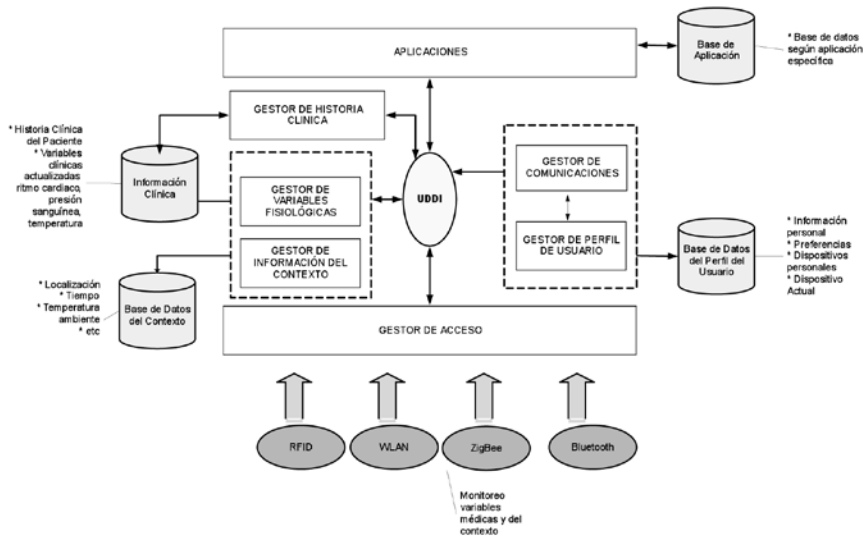 APLICACIONES
Base de
Aplicación
* Base de datos
según aplicación
específica
GESTOR DE HISTORIA
CLINICA
* Historia Clínica
del Paciente
* Variables
clínicas
actualizadas
ritmo cardiaco,
presión
sanguínea,
temperatura
Información
Clínica
GESTOR DE
VARIABLES
FISIOLÓGICAS
GESTOR DE
INFORMACIÓN DEL
CONTEXTO
UDDI
GESTOR DE
COMUNICACIONES
GESTOR DE PERFIL DE
USUARIO
Base de Datos
del Perfil del
Usuario
* Información
personal
* Preferencias
* Dispositivos
personales
* Dispositivo
Actual
* Localización
* Tiempo
* Temperatura
ambiente
* etc
Base de Datos
del Contexto
GESTOR DE ACCESO
RFID
WLAN
ZigBee
Bluetooth
Monitoreo
variables
médicas y del
contexto